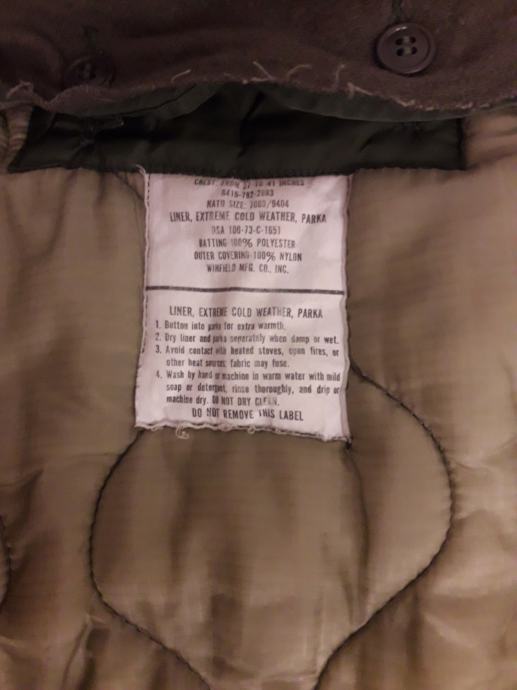 CHEST FROM 37 TO 41 INCHES
8415-782-2883
NATO SIZE: 7080/9404
LINER, EXTREME COLD WEATHER, PARKA
DSA 100-73-C-1651
BATTING 100% POLYESTER
OUTER COVERING-100% NYLON
WINFIELD MFG. CO., INC.
LINER, EXTREME COLD WEATHER, PARKA
1. Button into parka for extra warmth.
2. Dry liner and parka separately when damp or wet.
3. Avoid contact with heated stoves, open fires, or
other heat sources; fabric may fuse.
4. Wash by hand or machine in warm water with mild
soap or detergent, rinse thoroughly, and drip or
machine dry. DO NOT DRY CLEAN.
DO NOT REMOVE THIS LABEL